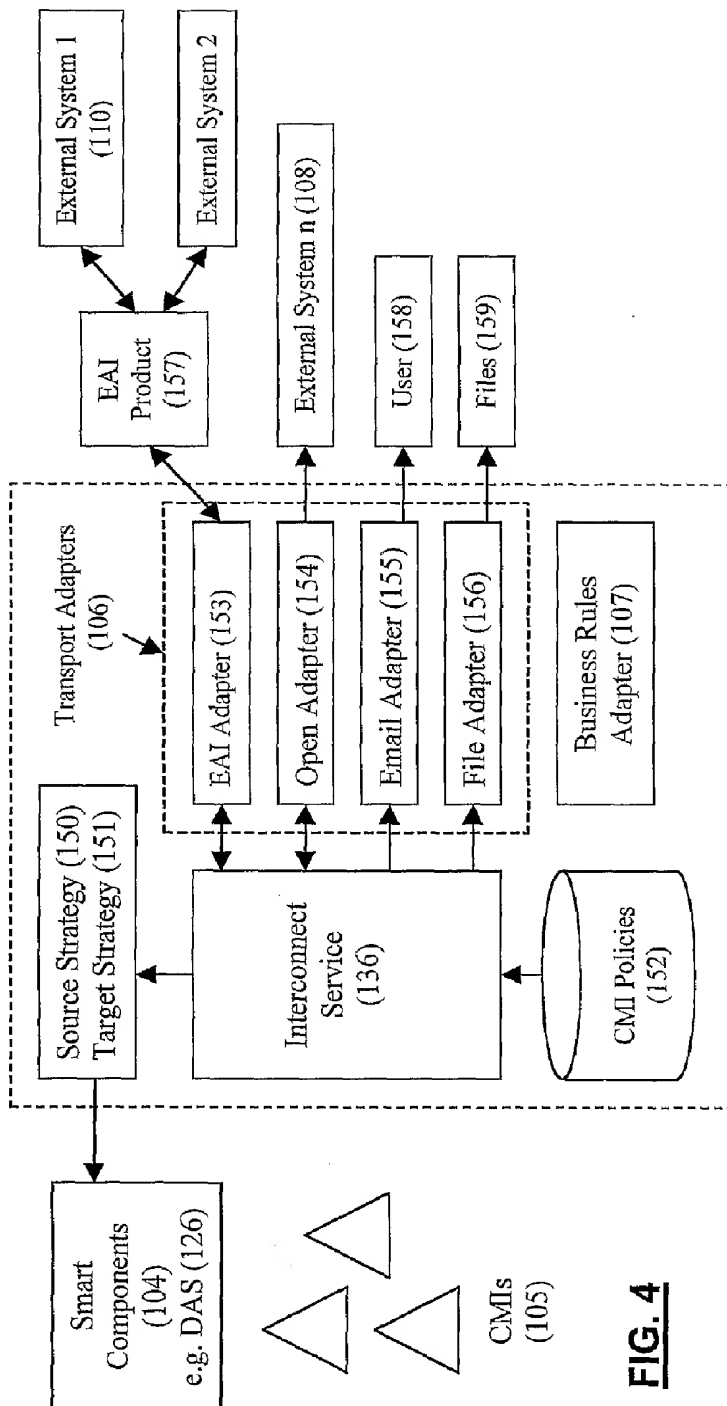 Smart
Components
(104)
e.g. DAS (126)
CMIs
(105)
Source Strategy (150)
Target Strategy (151)
Interconnect
Service
(136)
CMI Policies
(152)
Transport Adapters
(106)
EAI Adapter (153)
Open Adapter (154)
Email Adapter (155)
File Adapter (156)
Business Rules
Adapter (107)
EAI
Product
(157)
External System 1
(110)
External System 2
External System n (108)
User (158)
Files (159)
FIG. 4